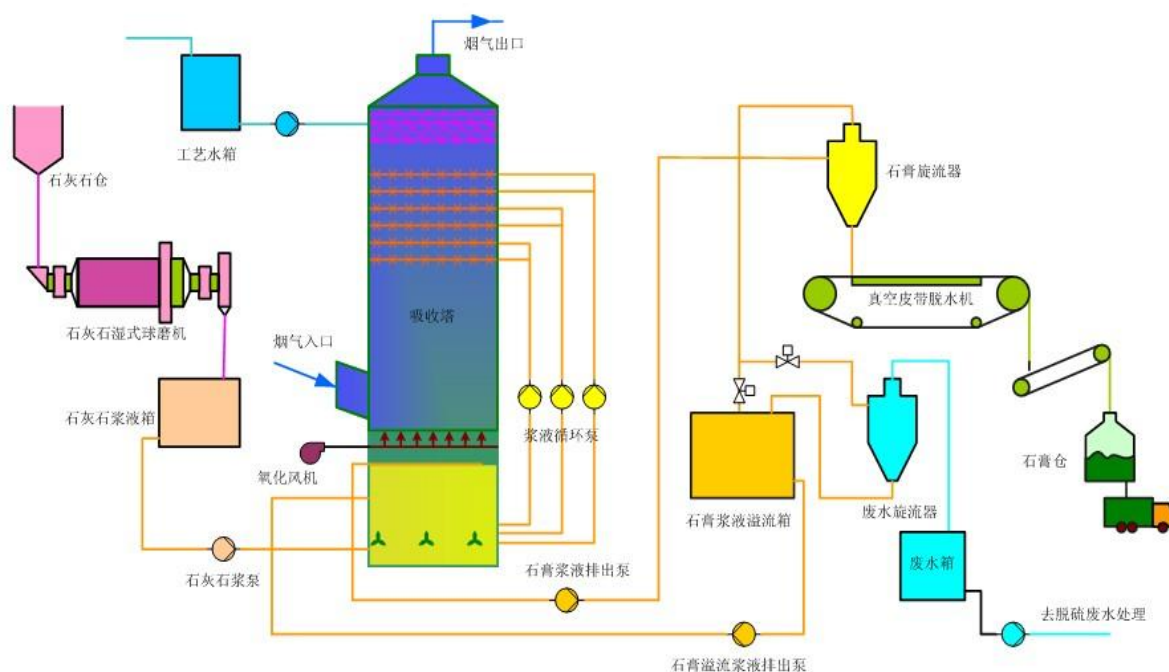 烟气出口
工艺水箱
石灰石仓
石膏旋流器
真空皮带脱水机
吸收塔
石灰石湿式球磨机
烟气入口
石灰石浆液箱
浆液循环泵
石膏仓
氧化风机
石膏浆液溢流箱
废水旋流器
废水箱
石灰石浆泵
石膏浆液排出泵
去脱硫废水处理
石膏溢流浆液排出泵